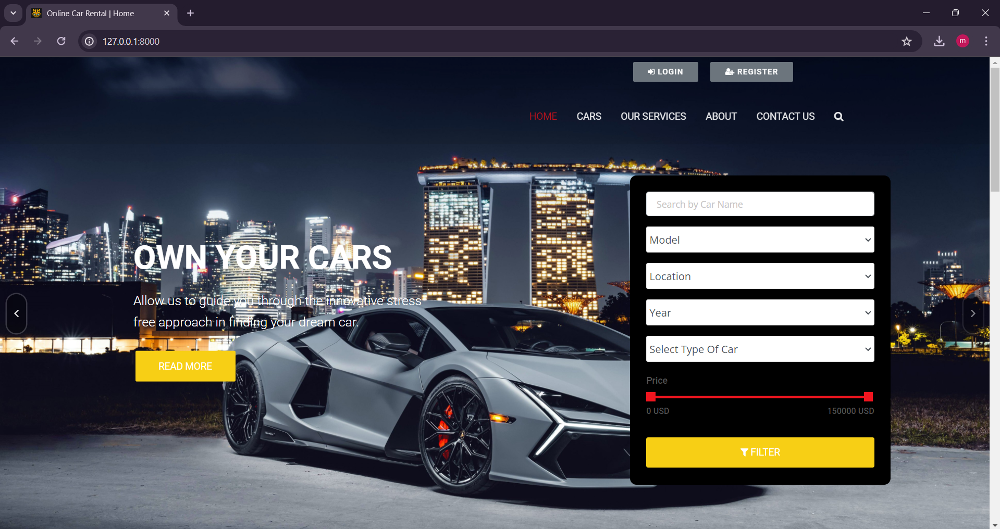 Online Car Rental | Home
127.0.0.1:8000
m
LOGIN
REGISTER
HOME
CARS
OUR SERVICES
ABOUT
CONTACT US
OWN YOUR CARS
Allow us to guide you through the innovative stress
free approach in finding your dream car.
READ MORE
Search by Car Name
Model
Location
Year
Select Type Of Car
Price
0 USD
150000 USD
FILTER